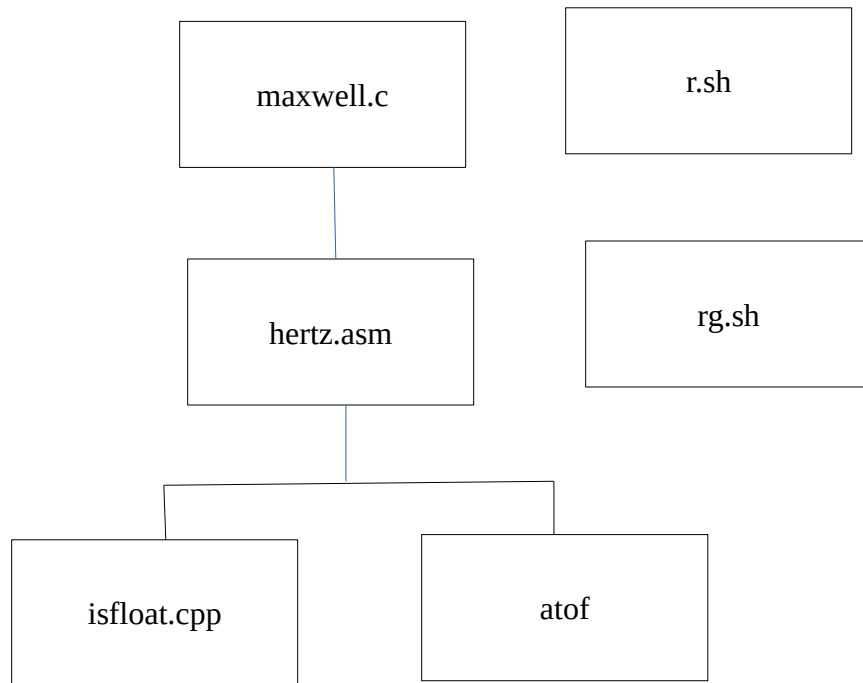 maxwell.c
r.sh
hertz.asm
rg.sh
isfloat.cpp
atof